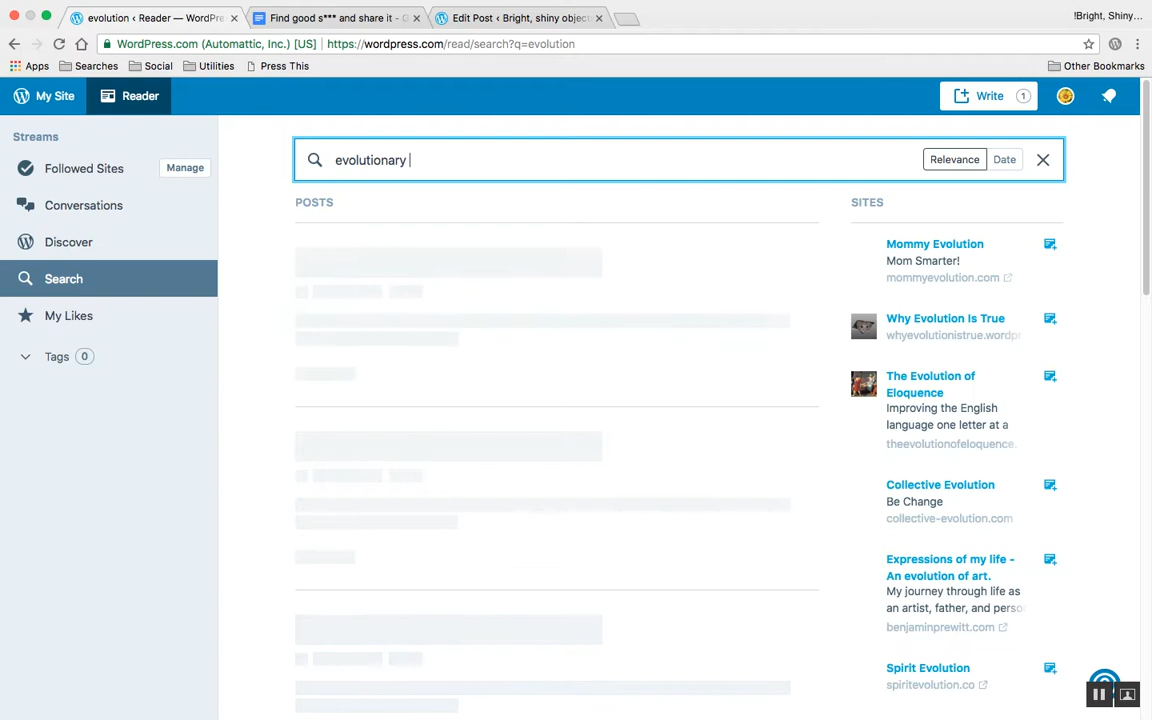 evolution ‹ Reader — WordPre
Find good s*** and share it - G
Edit Post ‹ Bright, shiny object
!Bright, Shiny…
WordPress.com (Automattic, Inc.) [US]
https://wordpress.com/read/search?q=evolution
Apps
Searches
Social
Utilities
Press This
Other Bookmarks
My Site
Reader
Write
1
Streams
Followed Sites
Manage
Conversations
Discover
Search
My Likes
Tags
0
evolutionary
Relevance
Date
POSTS
SITES
Mommy Evolution
Mom Smarter!
mommyevolution.com
Why Evolution Is True
whyevolutionistrue.wordpr
The Evolution of
Eloquence
Improving the English
language one letter at a
theevolutionofeloquence.
Collective Evolution
Be Change
collective-evolution.com
Expressions of my life -
An evolution of art.
My journey through life as
an artist, father, and perso
benjaminprewitt.com
Spirit Evolution
spiritevolution.co